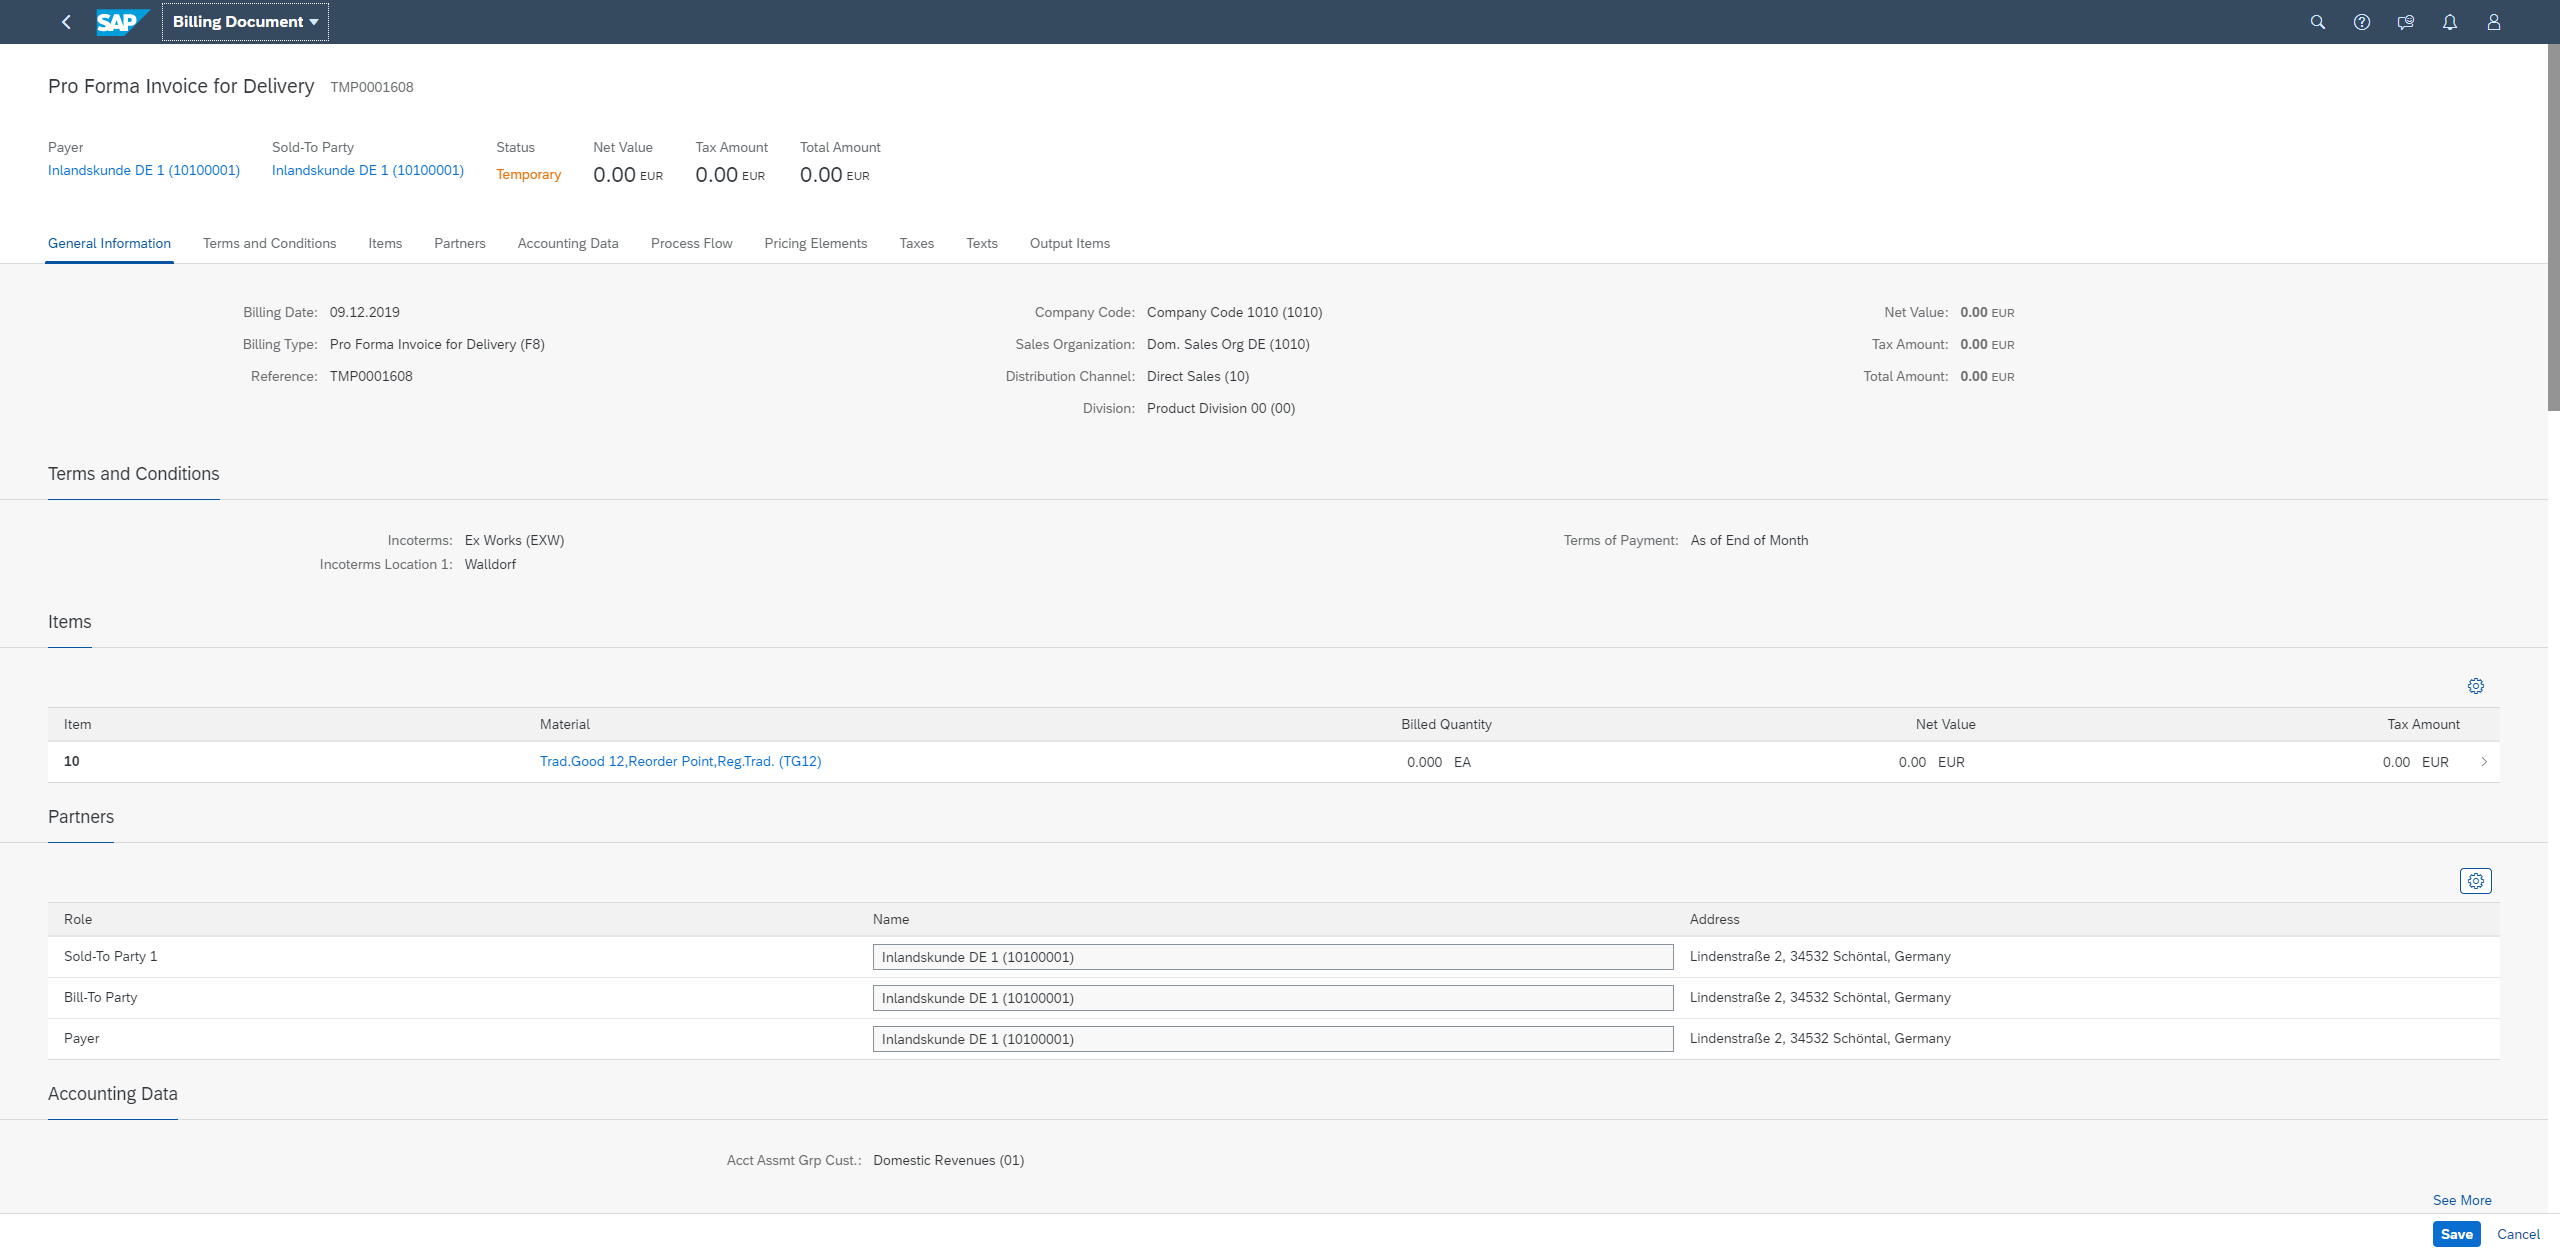 SAP Billing Document
Pro Forma Invoice for Delivery TMP0001608
Payer Sold-To Party Status Net Value Tax Amount Total Amount
Inlandskunde DE 1 (10100001) Inlandskunde DE 1 (10100001) Temporary 0.00 EUR 0.00 EUR 0.00 EUR
General Information Terms and Conditions Items Partners Accounting Data Process Flow Pricing Elements Taxes Texts Output Items
Billing Date: 09.12.2019 Company Code: Company Code 1010 (1010) Net Value: 0.00 EUR
Billing Type: Pro Forma Invoice for Delivery (F8) Sales Organization: Dom. Sales Org DE (1010) Tax Amount: 0.00 EUR
Reference: TMP0001608 Distribution Channel: Direct Sales (10) Total Amount: 0.00 EUR
Division: Product Division 00 (00)
Terms and Conditions
Incoterms: Ex Works (EXW) Terms of Payment: As of End of Month
Incoterms Location 1: Walldorf
Items
Item Material Billed Quantity Net Value Tax Amount
10 Trad.Good 12,Reorder Point,Reg.Trad. (TG12) 0.000 EA 0.00 EUR 0.00 EUR
Partners
Role Name Address
Sold-To Party 1 Inlandskunde DE 1 (10100001) Lindenstraße 2, 34532 Schöntal, Germany
Bill-To Party Inlandskunde DE 1 (10100001) Lindenstraße 2, 34532 Schöntal, Germany
Payer Inlandskunde DE 1 (10100001) Lindenstraße 2, 34532 Schöntal, Germany
Accounting Data
Acct Assmt Grp Cust.: Domestic Revenues (01)
See More
Save Cancel